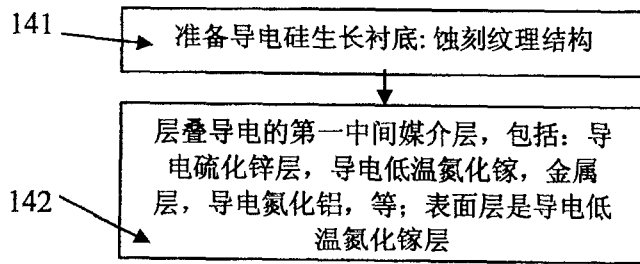 141
准备导电硅生长衬底: 蚀刻纹理结构
142
层叠导电的第一中间媒介层，包括：导
电硫化锌层，导电低温氮化镓，金属
层，导电氮化铝，等；表面层是导电低
温氮化镓层